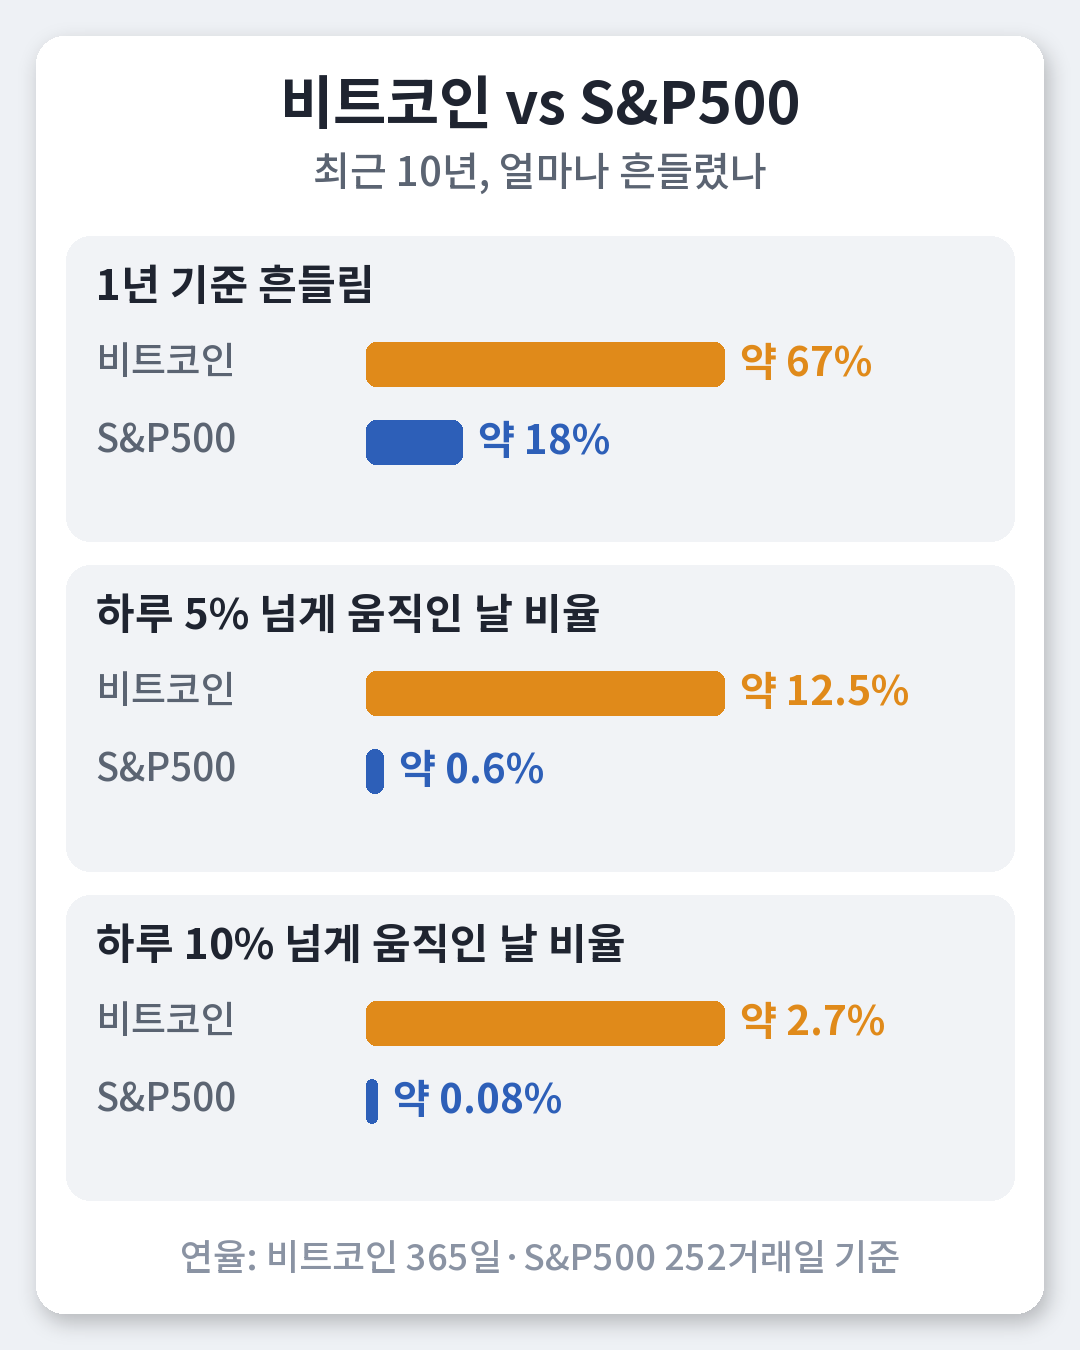 비트코인 vs S&P500
최근 10년, 얼마나 흔들렸나
1년 기준 흔들림
비트코인 약 67%
S&P500 약 18%
하루 5% 넘게 움직인 날 비율
비트코인 약 12.5%
S&P500 약 0.6%
하루 10% 넘게 움직인 날 비율
비트코인 약 2.7%
S&P500 약 0.08%
연율: 비트코인 365일·S&P500 252거래일 기준